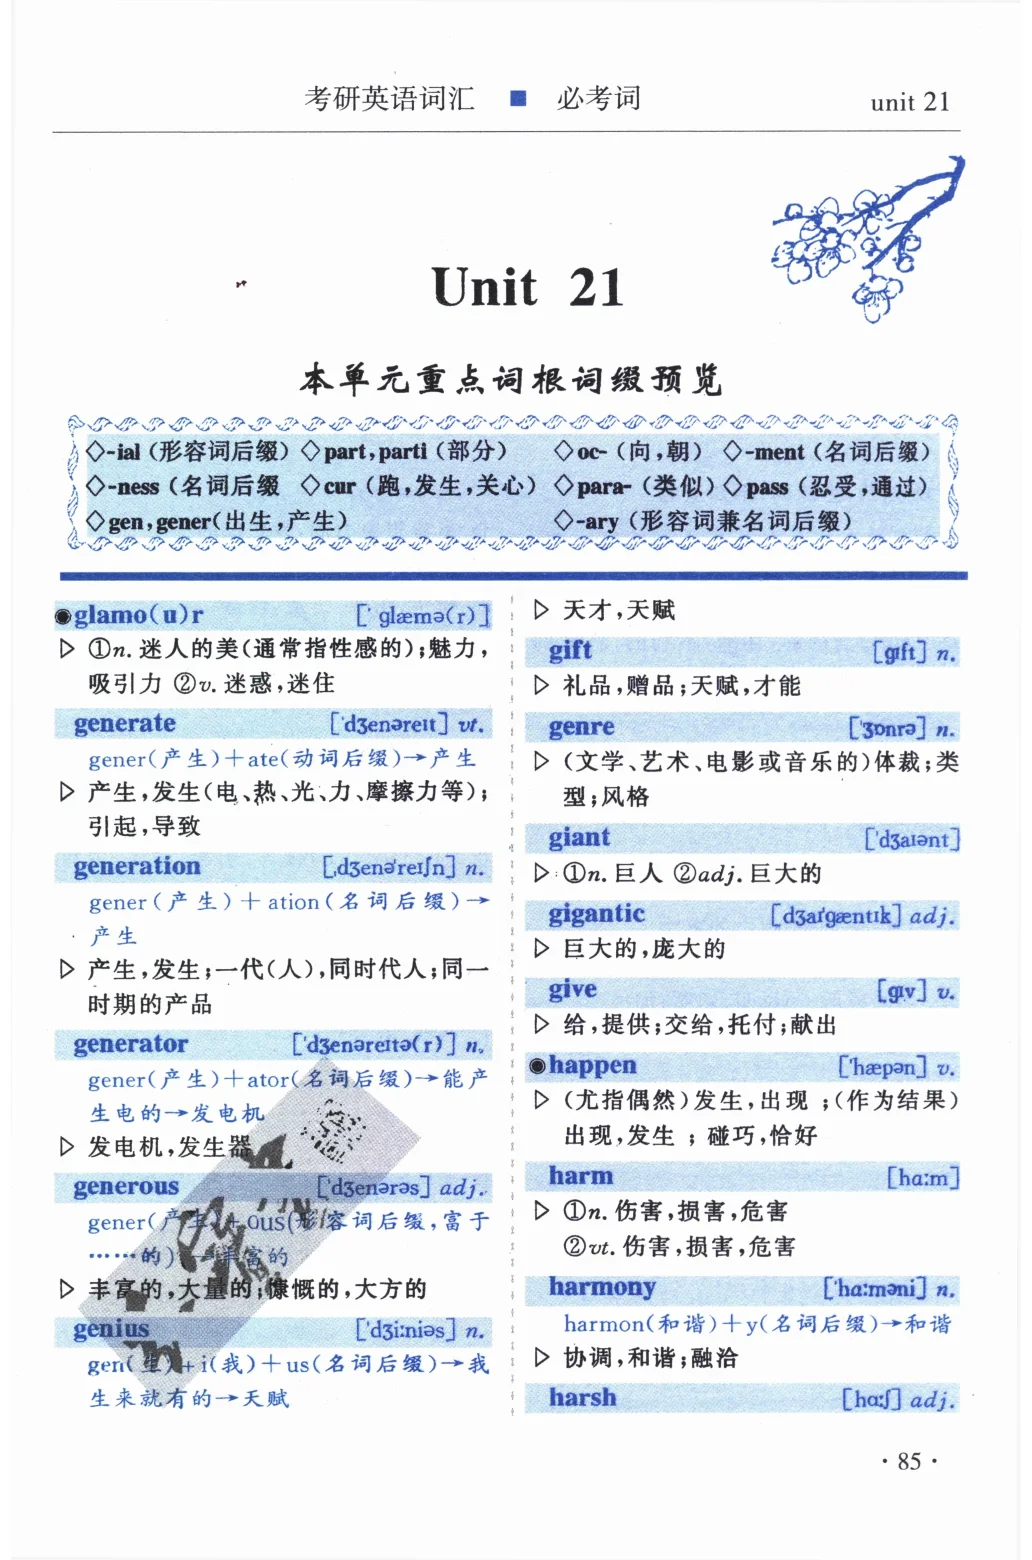 考研英语词汇 ■ 必考词 unit 21
Unit 21
本单元重点词根词缀预览
◇-ial (形容词后缀) ◇part,parti (部分) ◇oc- (向,朝) ◇-ment (名词后缀)
◇-ness (名词后缀 ◇cur (跑,发生,关心) ◇para- (类似) ◇pass (忍受,通过)
◇gen,gener(出生,产生) ◇-ary (形容词兼名词后缀)
◉glamo(u)r [ˈglæmə(r)]
▷ ①n. 迷人的美(通常指性感的);魅力,
吸引力 ②v. 迷惑,迷住
generate [ˈdʒenəreɪt] vt.
gener(产生)+ate(动词后缀)→产生
▷ 产生,发生(电、热、光、力、摩擦力等);
引起,导致
generation [ˌdʒenəˈreɪʃn] n.
gener(产生)+ation(名词后缀)→
产生
▷ 产生,发生;一代(人),同时代人;同一
时期的产品
generator [ˈdʒenəreɪtə(r)] n.
gener(产生)+ator(名词后缀)→能产
生电的→发电机
▷ 发电机,发生器
generous [ˈdʒenərəs] adj.
gener(产生)+ous(形容词后缀,富于
……的)→丰富的
▷ 丰富的,大量的;慷慨的,大方的
genius [ˈdʒiːniəs] n.
gen(生)+i(我)+us(名词后缀)→我
生来就有的→天赋
▷ 天才,天赋
gift [gɪft] n.
▷ 礼品,赠品;天赋,才能
genre [ˈʒɒnrə] n.
▷ (文学、艺术、电影或音乐的)体裁;类
型;风格
giant [ˈdʒaɪənt]
▷ ①n. 巨人 ②adj. 巨大的
gigantic [dʒaɪˈgæntɪk] adj.
▷ 巨大的,庞大的
give [gɪv] v.
▷ 给,提供;交给,托付;献出
◉happen [ˈhæpən] v.
▷ (尤指偶然)发生,出现 ;(作为结果)
出现,发生 ; 碰巧,恰好
harm [hɑːm]
▷ ①n. 伤害,损害,危害
②vt. 伤害,损害,危害
harmony [ˈhɑːməni] n.
harmon(和谐)+y(名词后缀)→和谐
▷ 协调,和谐;融洽
harsh [hɑːʃ] adj.
· 85 ·